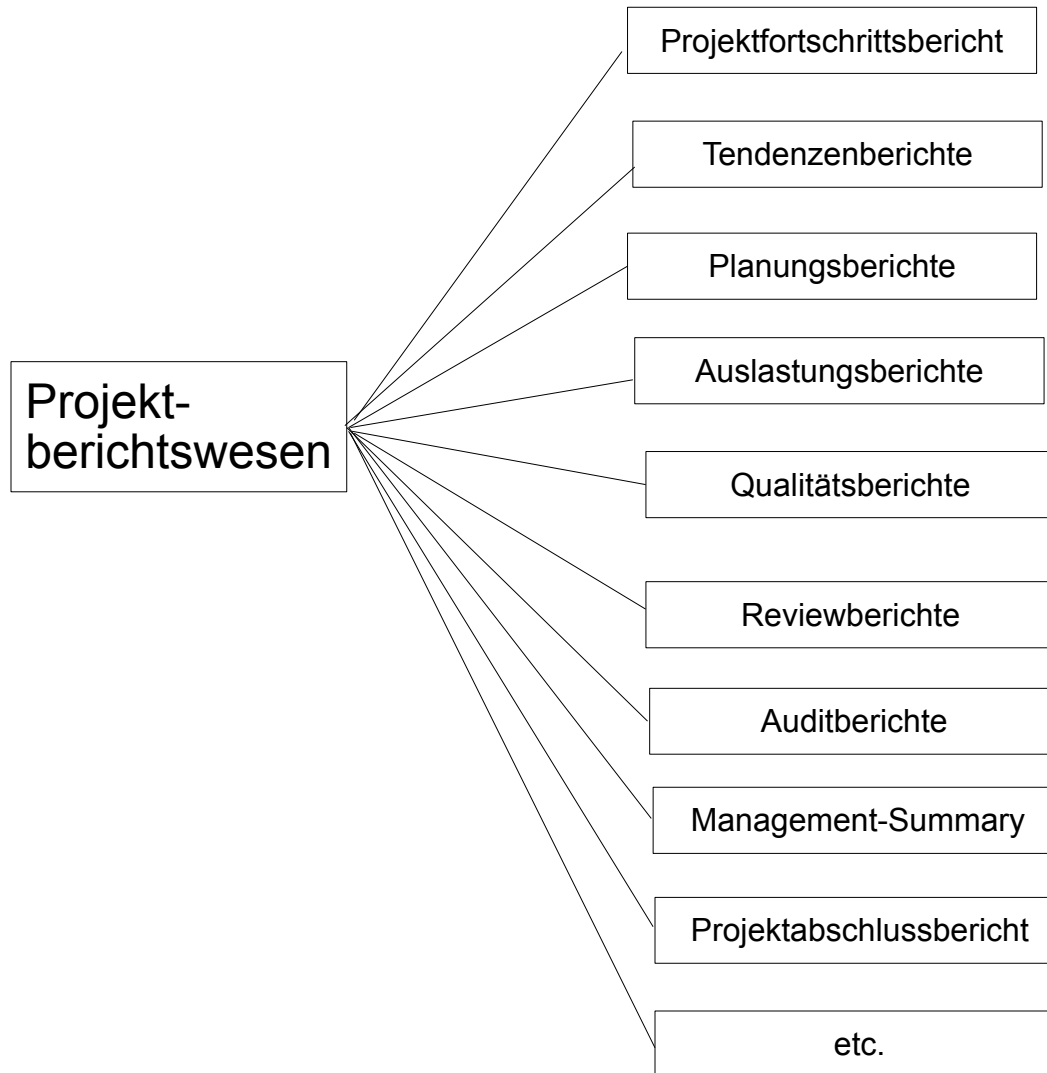 Projektfortschrittsbericht
Tendenzenberichte
Planungsberichte
Auslastungsberichte
Projekt-
berichtswesen
Qualitätsberichte
Reviewberichte
Auditberichte
Management-Summary
Projektabschlussbericht
etc.